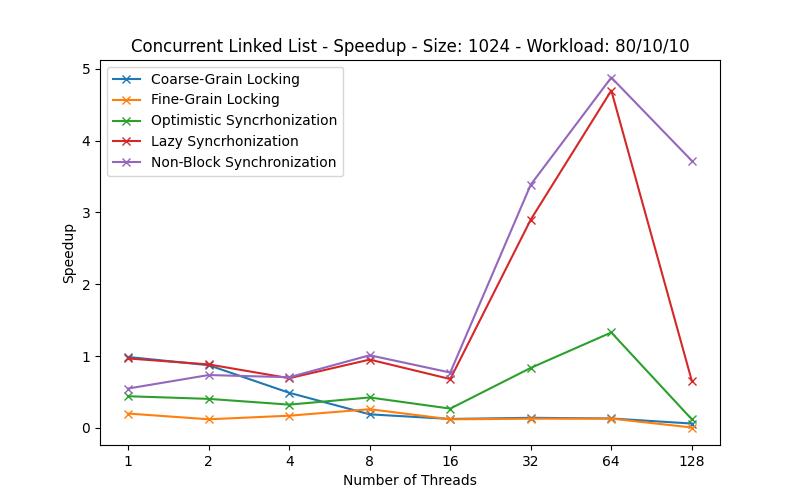 Concurrent Linked List - Speedup - Size: 1024 - Workload: 80/10/10
Coarse-Grain Locking
Fine-Grain Locking
Optimistic Syncrhonization
Lazy Syncrhonization
Non-Block Synchronization
Speedup
5
4
3
2
1
0
1 2 4 8 16 32 64 128
Number of Threads